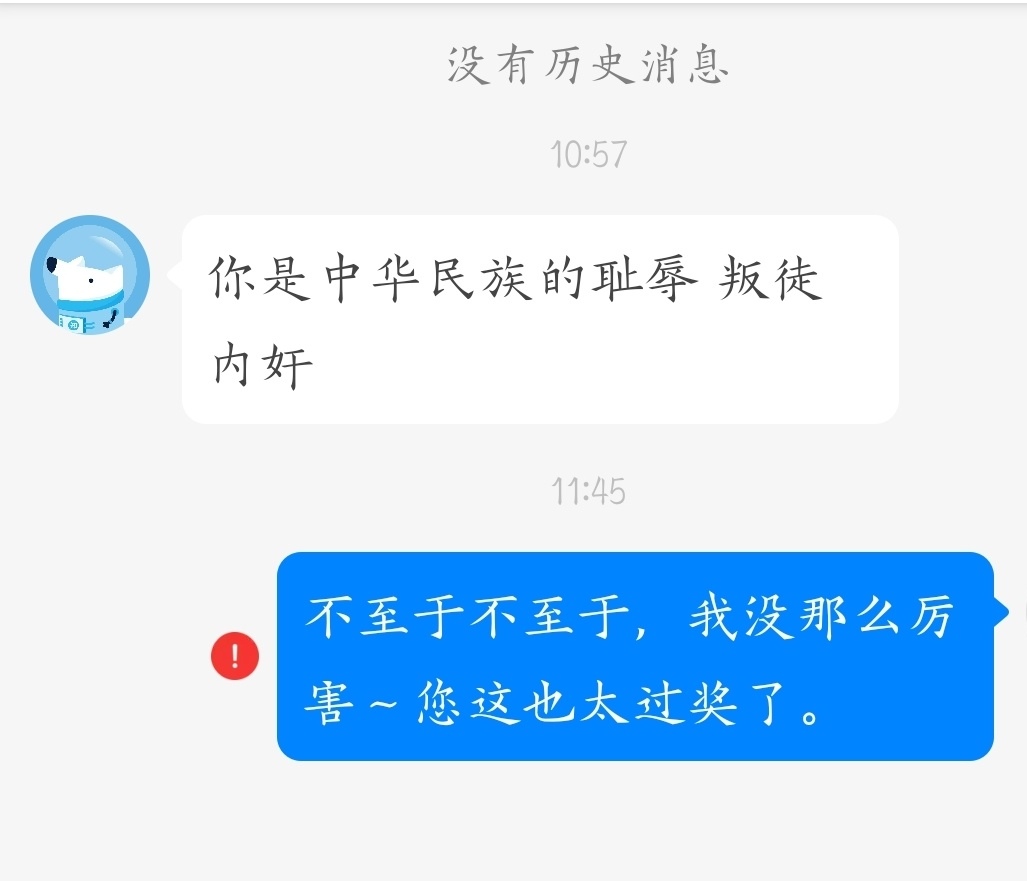 没有历史消息
10:57
你是中华民族的耻辱 叛徒
内奸
11:45
不至于不至于，我没那么厉
害~您这也太过奖了。